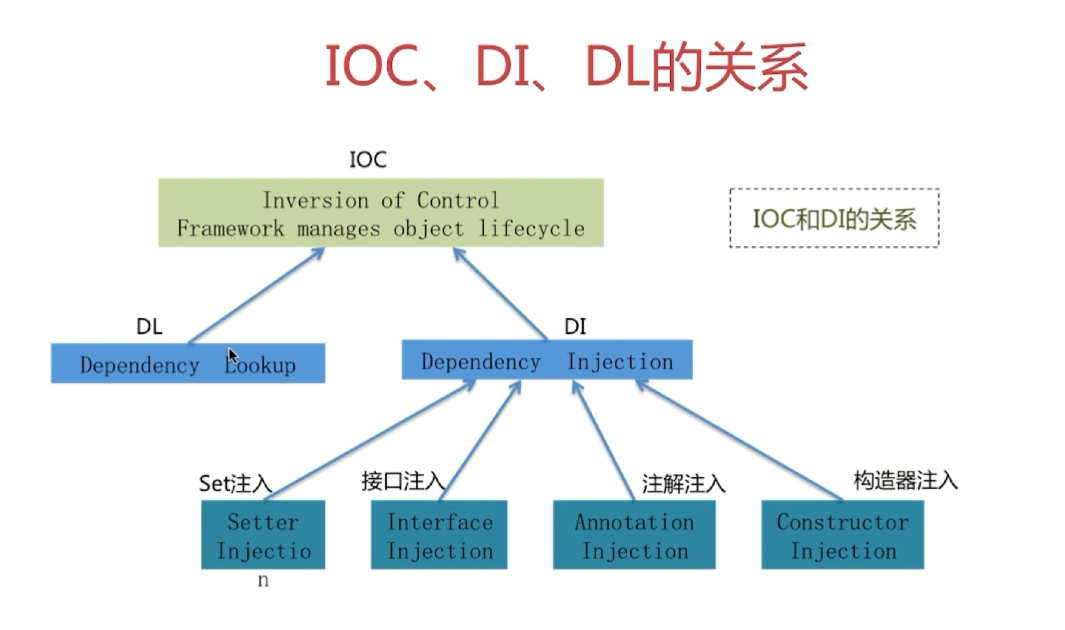 IOC、DI、DL的关系
IOC
Inversion of Control
Framework manages object lifecycle
IOC和DI的关系
DL
Dependency Lookup
DI
Dependency Injection
Set注入
Setter
Injectio
n
接口注入
Interface
Injection
注解注入
Annotation
Injection
构造器注入
Constructor
Injection